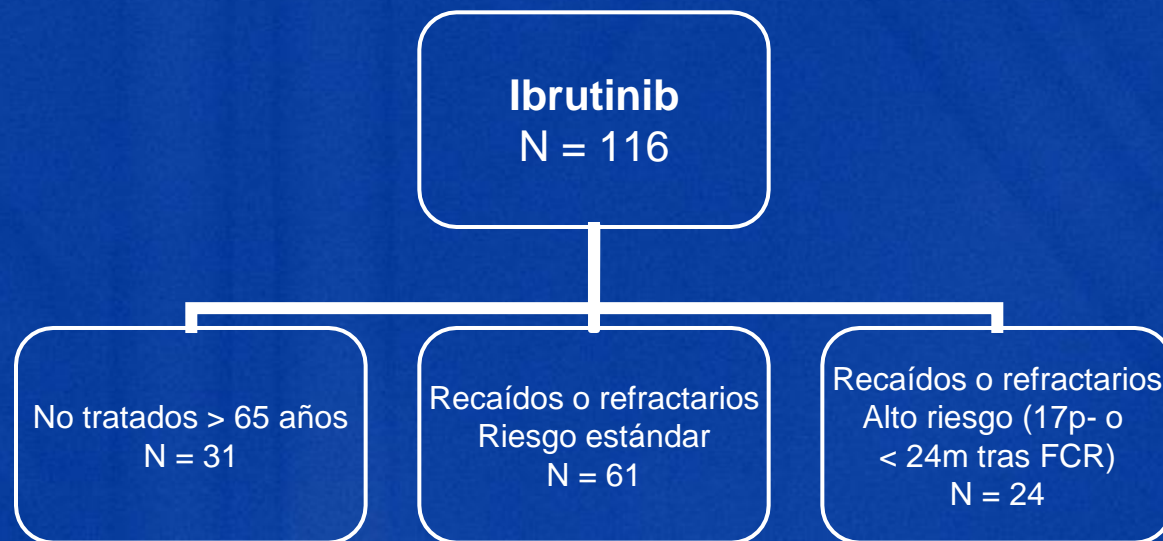 Ibrutinib
N = 116
No tratados > 65 años
N = 31
Recaídos o refractarios
Riesgo estándar
N = 61
Recaídos o refractarios
Alto riesgo (17p- o
< 24m tras FCR)
N = 24